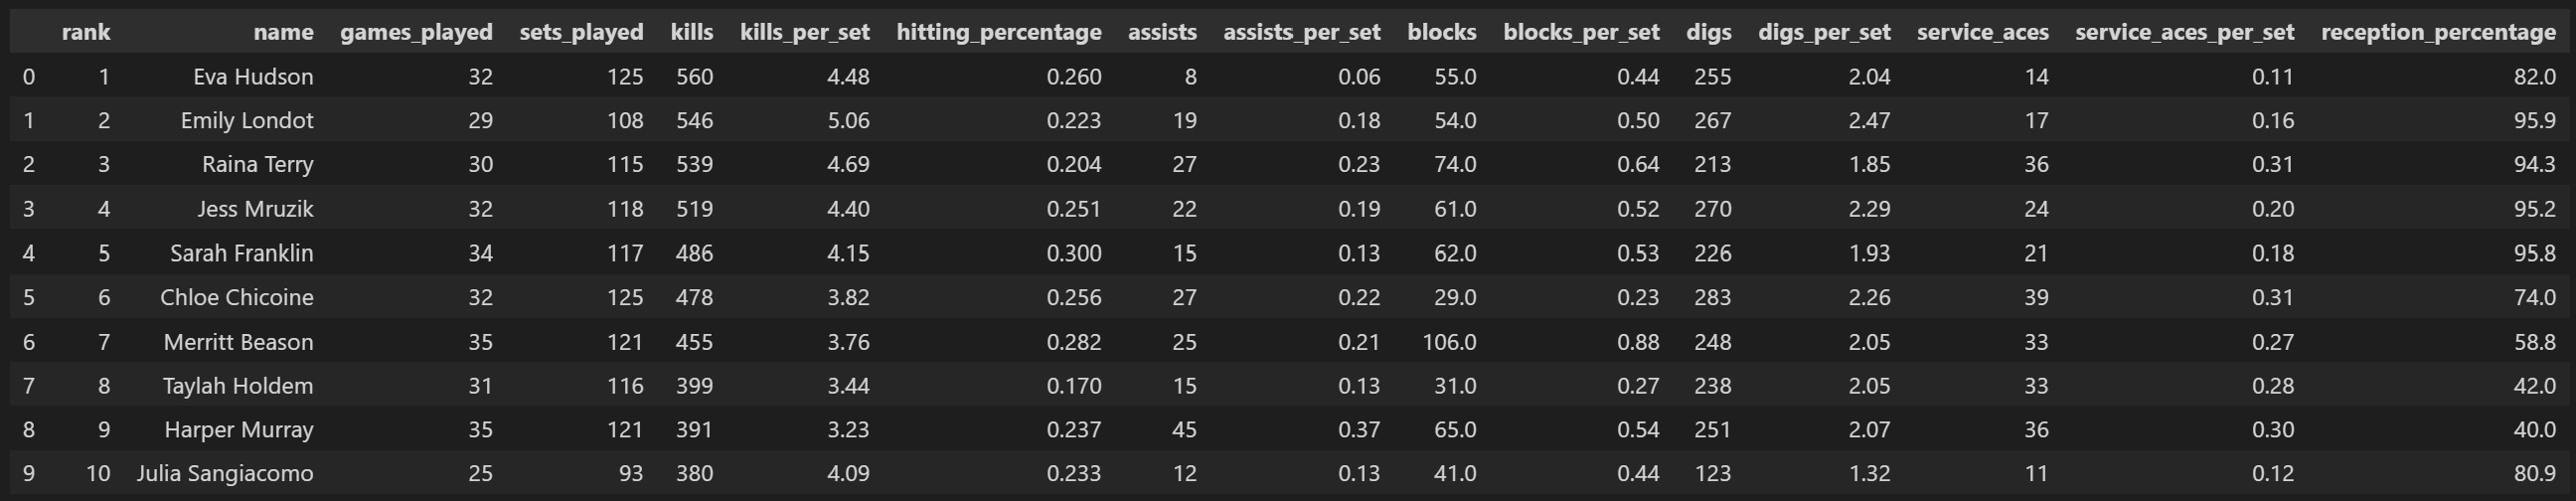 rank name games_played sets_played kills kills_per_set hitting_percentage assists assists_per_set blocks blocks_per_set digs digs_per_set service_aces service_aces_per_set reception_percentage
0 1 Eva Hudson 32 125 560 4.48 0.260 8 0.06 55.0 0.44 255 2.04 14 0.11 82.0
1 2 Emily Londot 29 108 546 5.06 0.223 19 0.18 54.0 0.50 267 2.47 17 0.16 95.9
2 3 Raina Terry 30 115 539 4.69 0.204 27 0.23 74.0 0.64 213 1.85 36 0.31 94.3
3 4 Jess Mruzik 32 118 519 4.40 0.251 22 0.19 61.0 0.52 270 2.29 24 0.20 95.2
4 5 Sarah Franklin 34 117 486 4.15 0.300 15 0.13 62.0 0.53 226 1.93 21 0.18 95.8
5 6 Chloe Chicoine 32 125 478 3.82 0.256 27 0.22 29.0 0.23 283 2.26 39 0.31 74.0
6 7 Merritt Beason 35 121 455 3.76 0.282 25 0.21 106.0 0.88 248 2.05 33 0.27 58.8
7 8 Taylah Holdem 31 116 399 3.44 0.170 15 0.13 31.0 0.27 238 2.05 33 0.28 42.0
8 9 Harper Murray 35 121 391 3.23 0.237 45 0.37 65.0 0.54 251 2.07 36 0.30 40.0
9 10 Julia Sangiacomo 25 93 380 4.09 0.233 12 0.13 41.0 0.44 123 1.32 11 0.12 80.9